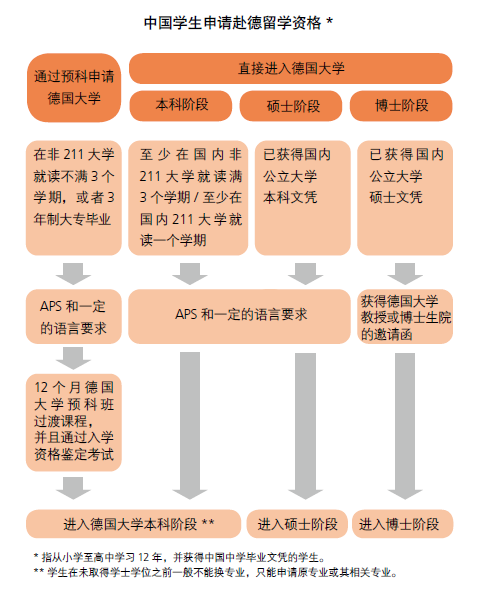 中国学生申请赴德留学资格 *
通过预科申请
德国大学
直接进入德国大学
本科阶段
硕士阶段
博士阶段
在非 211 大学
就读不满 3 个
学期，或者 3
年制大专毕业
至少在国内非
211 大学就读满
3 个学期 / 至少在
国内 211 大学就
读一个学期
已获得国内
公立大学
本科文凭
已获得国内
公立大学
硕士文凭
APS 和一定
的语言要求
APS 和一定的语言要求
获得德国大学
教授或博士生院
的邀请函
12 个月德国
大学预科班
过渡课程，
并且通过入学
资格鉴定考试
进入德国大学本科阶段 **
进入硕士阶段
进入博士阶段
* 指从小学至高中学习 12 年，并获得中国中学毕业文凭的学生。
** 学生在未取得学士学位之前一般不能换专业，只能申请原专业或其相关专业。